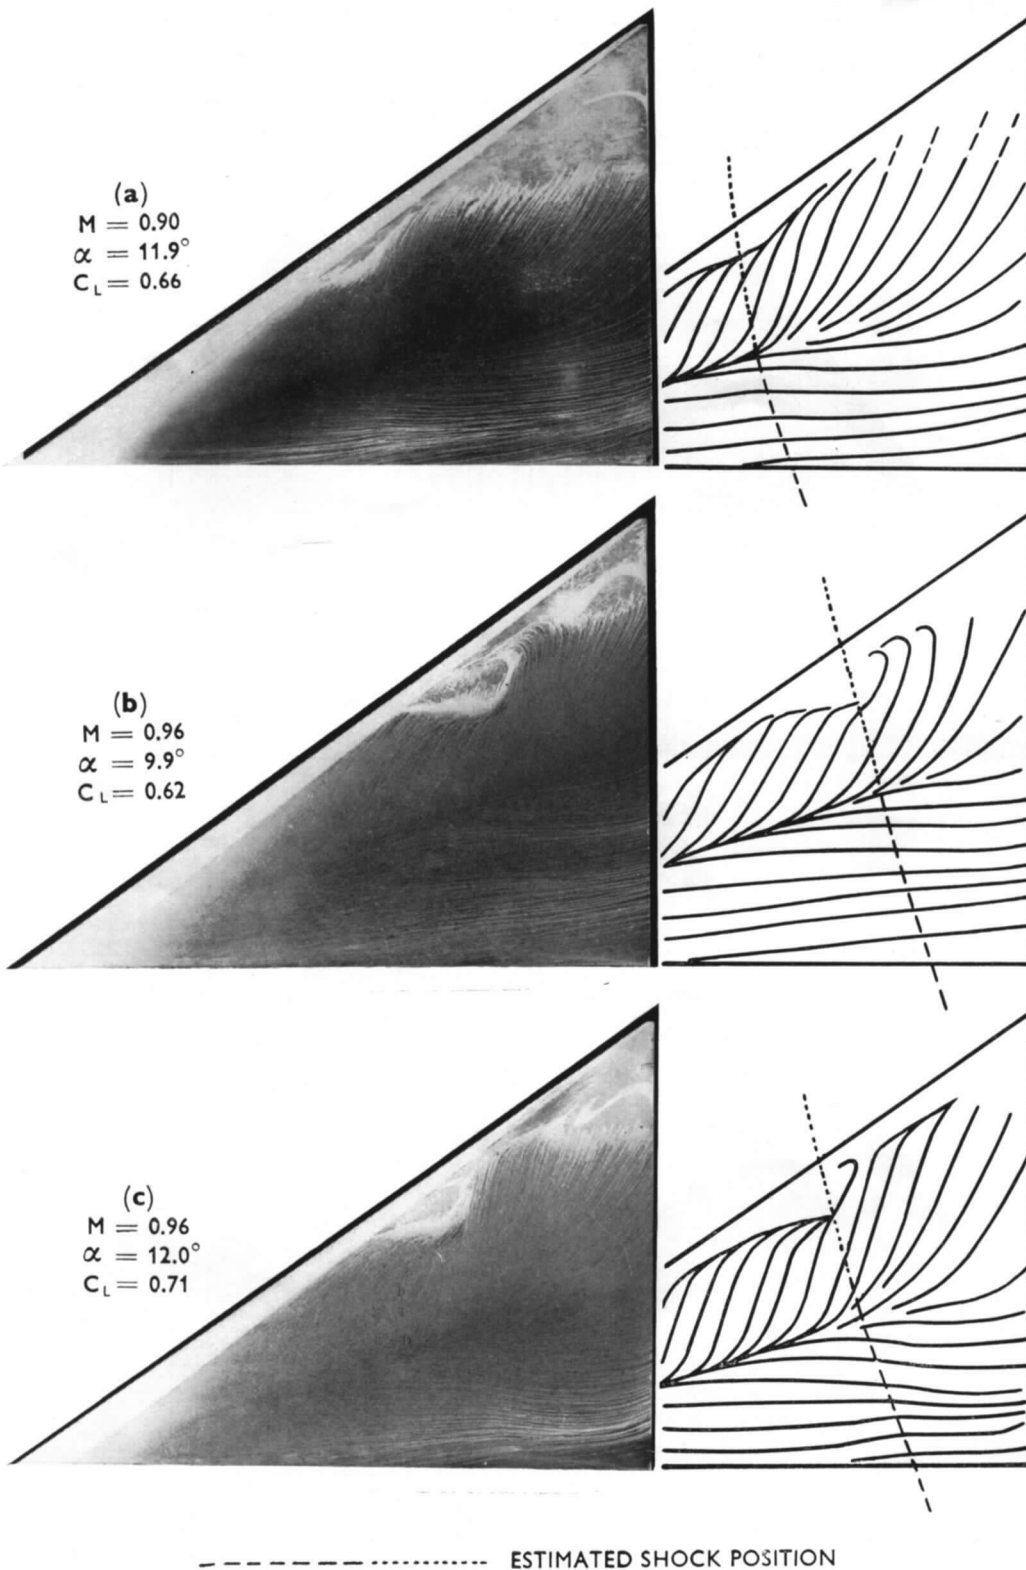 (a)
M = 0.90
α = 11.9°
C_L = 0.66
(b)
M = 0.96
α = 9.9°
C_L = 0.62
(c)
M = 0.96
α = 12.0°
C_L = 0.71
ESTIMATED SHOCK POSITION